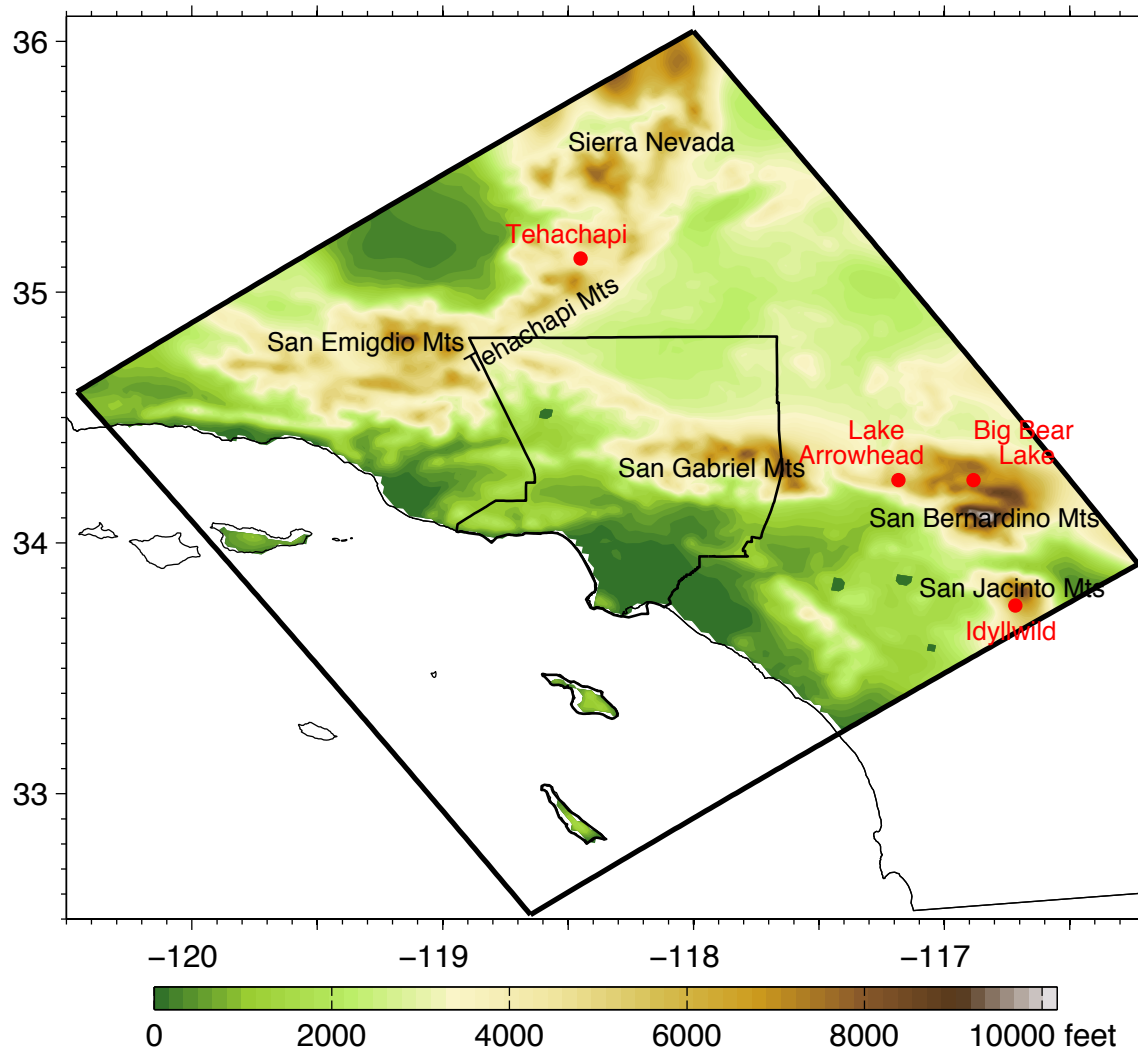 36
Sierra Nevada
Tehachapi
35
Tehachapi Mts
San Emigdio Mts
Lake
Arrowhead
Big Bear
Lake
San Gabriel Mts
San Bernardino Mts
34
San Jacinto Mts
Idyllwild
33
−120 −119 −118 −117
0 2000 4000 6000 8000 10000 feet